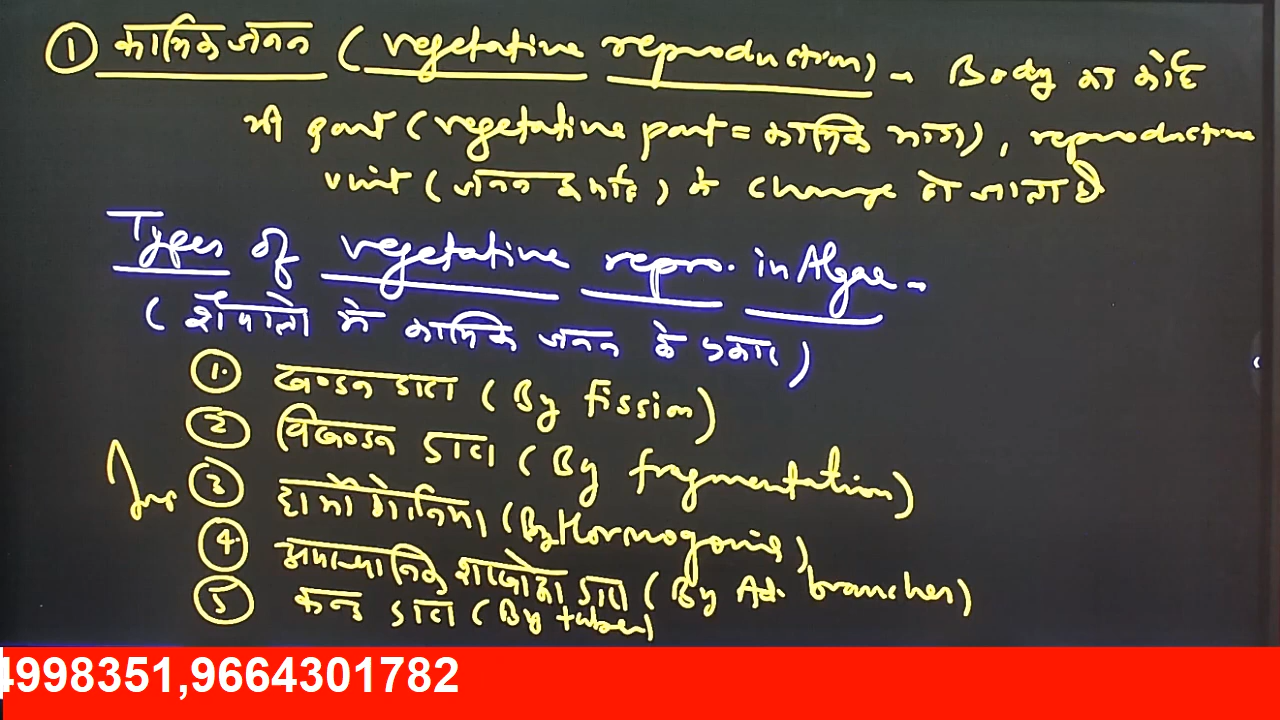 ① कायिक जनन (vegetative reproduction) - Body का कोई
भी part (vegetative part = कायिक भाग), reproductive
unit (जनन इकाई) में change हो जाता है
Types of vegetative repro. in Algae -
(शैवालो में कायिक जनन के प्रकार)
① खण्डन द्वारा (By fission)
② विखण्डन द्वारा (By fragmentation)
③ हार्मोगोनिया (By Hormogonia)
④ अपस्थानिक शाखाओं द्वारा (By Ad. branches)
⑤ कन्द द्वारा (By tuber)
4998351,9664301782